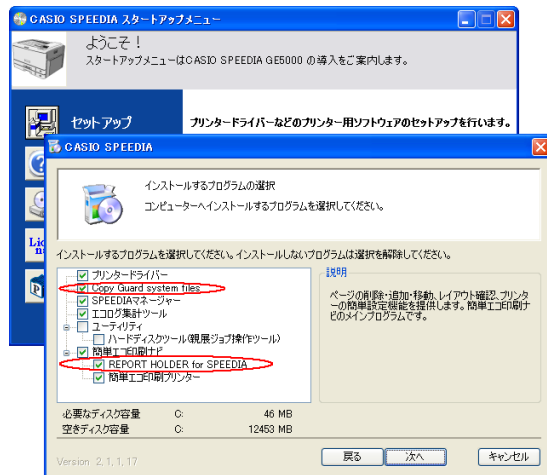 CASIO SPEEDIA スタートアップメニュー
ようこそ！
スタートアップメニューはCASIO SPEEDIA GE5000 の導入をご案内します。
セットアップ
プリンタードライバーなどのプリンター用ソフトウェアのセットアップを行います。
CASIO SPEEDIA
インストールするプログラムの選択
コンピューターへインストールするプログラムを選択してください。
インストールするプログラムを選択してください。インストールしないプログラムは選択を解除してください。
プリンタードライバー
Copy Guard system files
SPEEDIAマネージャー
エコログ集計ツール
ユーティリティ
ハードディスクツール(親展ジョブ操作ツール)
簡単エコ印刷ナビ
REPORT HOLDER for SPEEDIA
簡単エコ印刷プリンター
説明
ページの削除・追加・移動、レイアウト確認、プリンタ
ーの簡単設定機能を提供します。簡単エコ印刷ナ
ビのメインプログラムです。
必要なディスク容量 C: 46 MB
空きディスク容量 C: 12453 MB
Version 2.1.1.17
戻る 次へ キャンセル